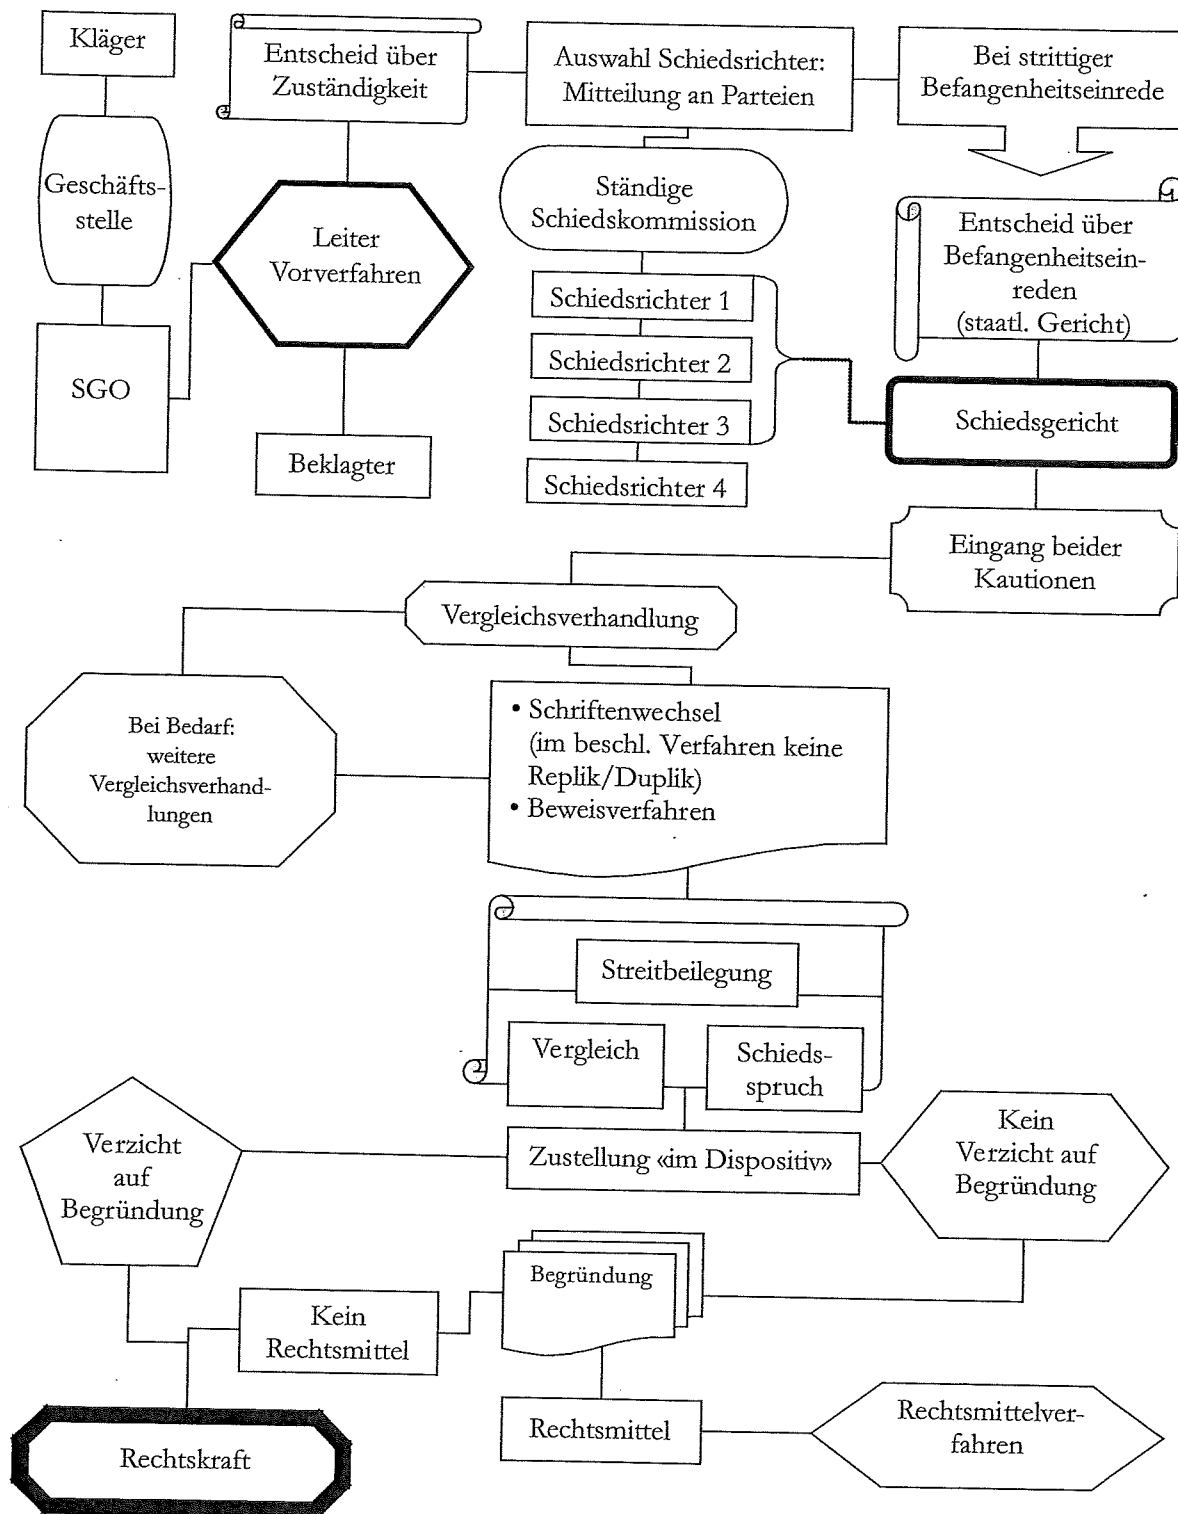 Kläger
Entscheid über
Zuständigkeit
Auswahl Schiedsrichter:
Mitteilung an Parteien
Bei strittiger
Befangenheitseinrede
Geschäfts-
stelle
Leiter
Vorverfahren
Ständige
Schiedskommission
Entscheid über
Befangenheitsein-
reden
(staatl. Gericht)
SGO
Schiedsrichter 1
Schiedsrichter 2
Schiedsrichter 3
Schiedsrichter 4
Schiedsgericht
Beklagter
Eingang beider
Kautionen
Vergleichsverhandlung
Bei Bedarf:
weitere
Vergleichsverhand-
lungen
• Schriftenwechsel
(im beschl. Verfahren keine
Replik/Duplik)
• Beweisverfahren
Streitbeilegung
Vergleich
Schieds-
spruch
Verzicht
auf
Begründung
Zustellung «im Dispositiv»
Kein
Verzicht auf
Begründung
Begründung
Kein
Rechtsmittel
Rechtsmittel
Rechtsmittelver-
fahren
Rechtskraft